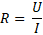 R = U/I